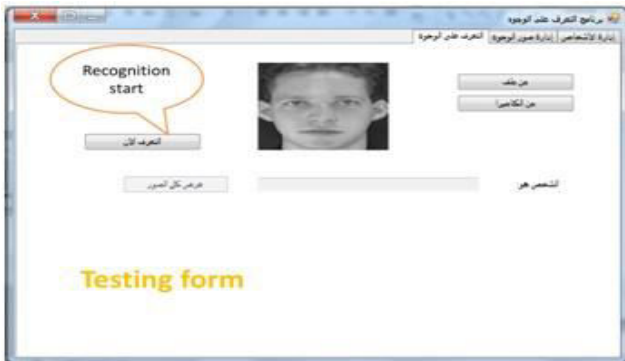 برنامج التعرف على الوجوه
إدارة الأشخاص إدارة صور الوجوه التعرف على الوجوه
Recognition
start
من ملف
من الكاميرا
التعرف الآن
الشخص هو
عرض كل الصور
Testing form